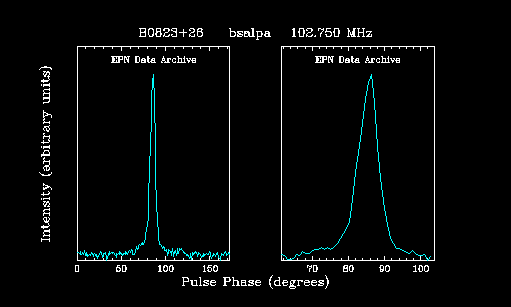 B0823+26 bsalpa 102.750 MHz
EPN Data Archive EPN Data Archive
Intensity (arbitrary units)
0 50 100 150 70 80 90 100
Pulse Phase (degrees)